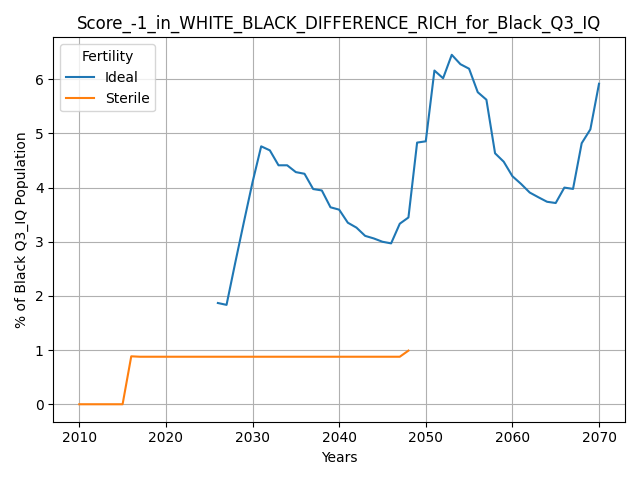 Score_-1_in_WHITE_BLACK_DIFFERENCE_RICH_for_Black_Q3_IQ
Fertility
Ideal
Sterile
% of Black Q3_IQ Population
6
5
4
3
2
1
0
2010 2020 2030 2040 2050 2060 2070
Years